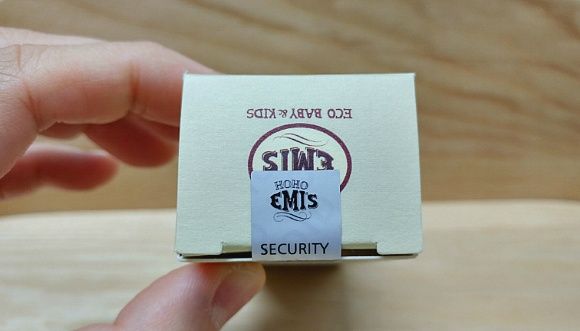 ECO BABY & KIDS
EMIS
HOHO
EMIS
SECURITY